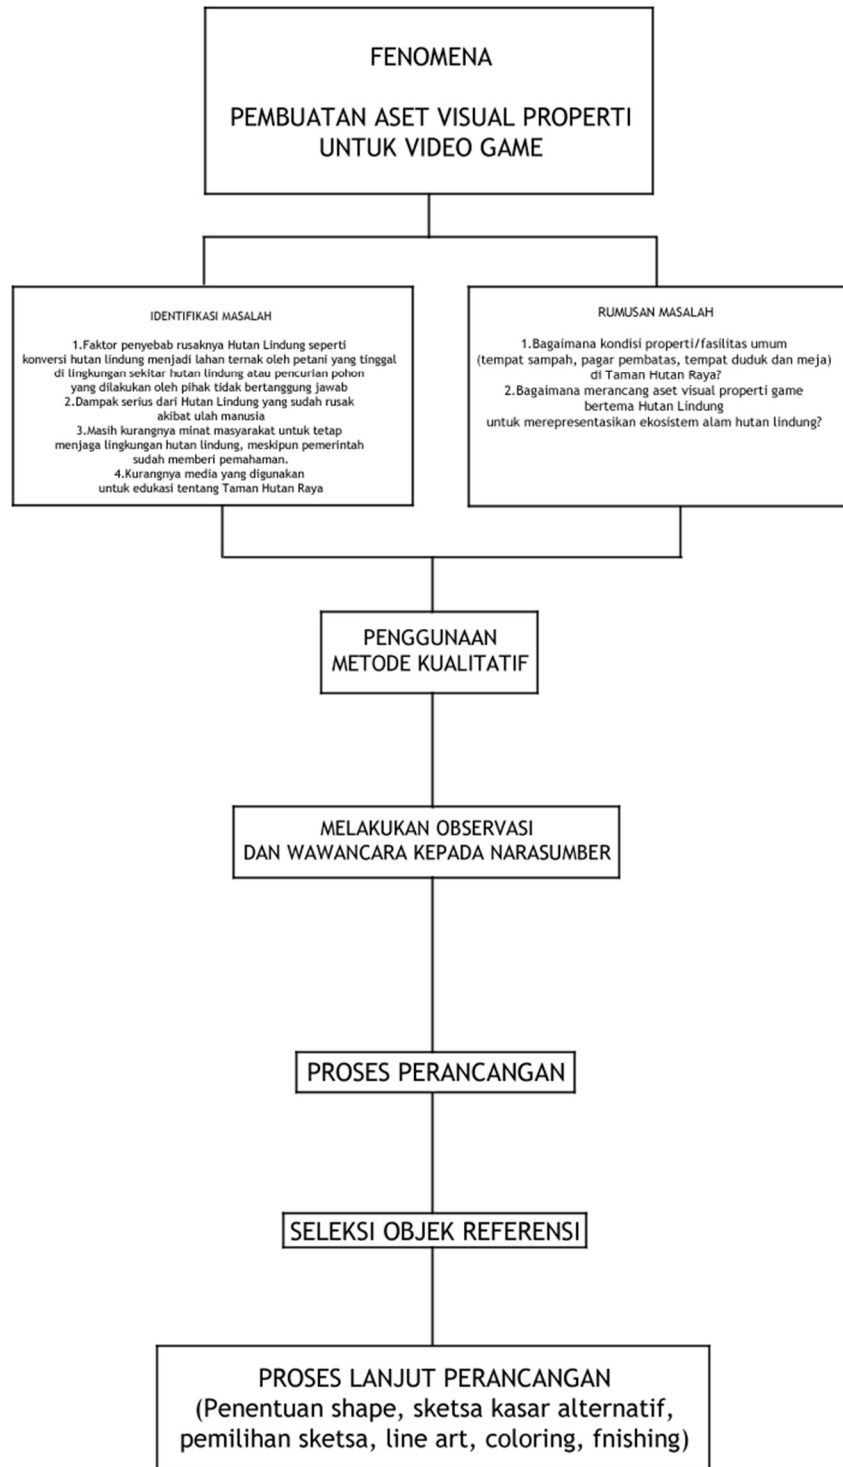 FENOMENA
PEMBUATAN ASET VISUAL PROPERTI
UNTUK VIDEO GAME
IDENTIFIKASI MASALAH
1.Faktor penyebab rusaknya Hutan Lindung seperti
konversi hutan lindung menjadi lahan ternak oleh petani yang tinggal
di lingkungan sekitar hutan lindung atau pencurian pohon
yang dilakukan oleh pihak tidak bertanggung jawab
2.Dampak serius dari Hutan Lindung yang sudah rusak
akibat ulah manusia
3.Masih kurangnya minat masyarakat untuk tetap
menjaga lingkungan hutan lindung, meskipun pemerintah
sudah memberi pemahaman.
4.Kurangnya media yang digunakan
untuk edukasi tentang Taman Hutan Raya
RUMUSAN MASALAH
1.Bagaimana kondisi properti/fasilitas umum
(tempat sampah, pagar pembatas, tempat duduk dan meja)
di Taman Hutan Raya?
2.Bagaimana merancang aset visual properti game
bertema Hutan Lindung
untuk merepresentasikan ekosistem alam hutan lindung?
PENGGUNAAN
METODE KUALITATIF
MELAKUKAN OBSERVASI
DAN WAWANCARA KEPADA NARASUMBER
PROSES PERANCANGAN
SELEKSI OBJEK REFERENSI
PROSES LANJUT PERANCANGAN
(Penentuan shape, sketsa kasar alternatif,
pemilihan sketsa, line art, coloring, fnishing)